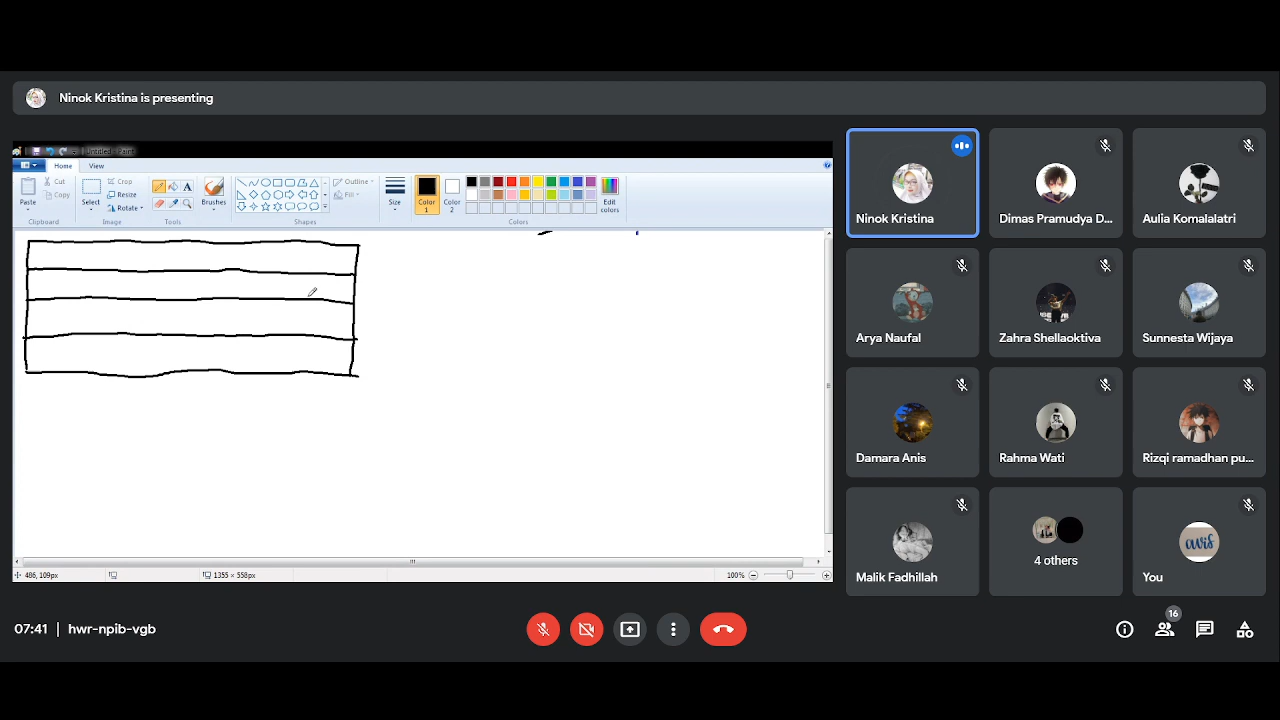 Ninok Kristina is presenting
Untitled - Paint
Home
View
Paste
Cut
Copy
Clipboard
Select
Crop
Resize
Rotate
Image
A
Tools
Brushes
Shapes
Outline
Fill
Size
Color 1
Color 2
Edit colors
Colors
486, 109px
1355 × 558px
100%
Ninok Kristina
Dimas Pramudya D...
Aulia Komalalatri
Arya Naufal
Zahra Shellaoktiva
Sunnesta Wijaya
Damara Anis
Rahma Wati
Rizqi ramadhan pu...
Malik Fadhillah
4 others
avis
You
07:41 | hwr-npib-vgb
16